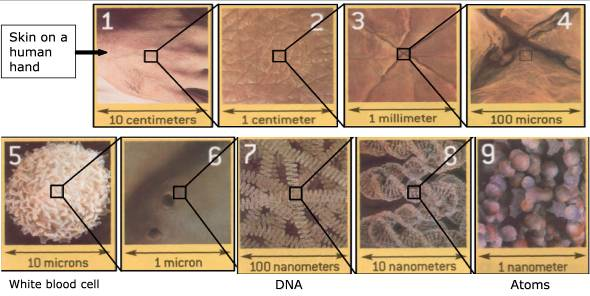 Skin on a
human
hand
1
2
3
4
10 centimeters
1 centimeter
1 millimeter
100 microns
5
6
7
8
9
10 microns
1 micron
100 nanometers
10 nanometers
1 nanometer
White blood cell
DNA
Atoms